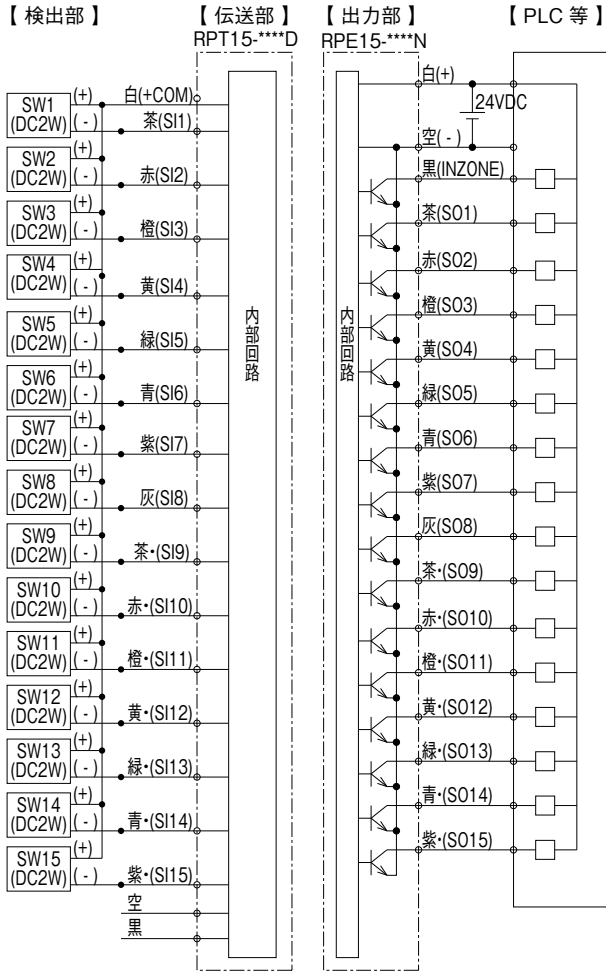 【 検出部 】
【 伝送部 】
RPT15-****D
【 出力部 】
RPE15-****N
【 PLC 等 】
SW1
(DC2W)
(+)
(-)
白(+COM)
茶(SI1)
SW2
(DC2W)
(+)
(-)
赤(SI2)
SW3
(DC2W)
(+)
(-)
橙(SI3)
SW4
(DC2W)
(+)
(-)
黄(SI4)
SW5
(DC2W)
(+)
(-)
緑(SI5)
SW6
(DC2W)
(+)
(-)
青(SI6)
SW7
(DC2W)
(+)
(-)
紫(SI7)
SW8
(DC2W)
(+)
(-)
灰(SI8)
SW9
(DC2W)
(+)
(-)
茶･(SI9)
SW10
(DC2W)
(+)
(-)
赤･(SI10)
SW11
(DC2W)
(+)
(-)
橙･(SI11)
SW12
(DC2W)
(+)
(-)
黄･(SI12)
SW13
(DC2W)
(+)
(-)
緑･(SI13)
SW14
(DC2W)
(+)
(-)
青･(SI14)
SW15
(DC2W)
(+)
(-)
紫･(SI15)
空
黒
内部回路
内部回路
白(+)
24VDC
空(-)
黒(INZONE)
茶(SO1)
赤(SO2)
橙(SO3)
黄(SO4)
緑(SO5)
青(SO6)
紫(SO7)
灰(SO8)
茶･(SO9)
赤･(SO10)
橙･(SO11)
黄･(SO12)
緑･(SO13)
青･(SO14)
紫･(SO15)